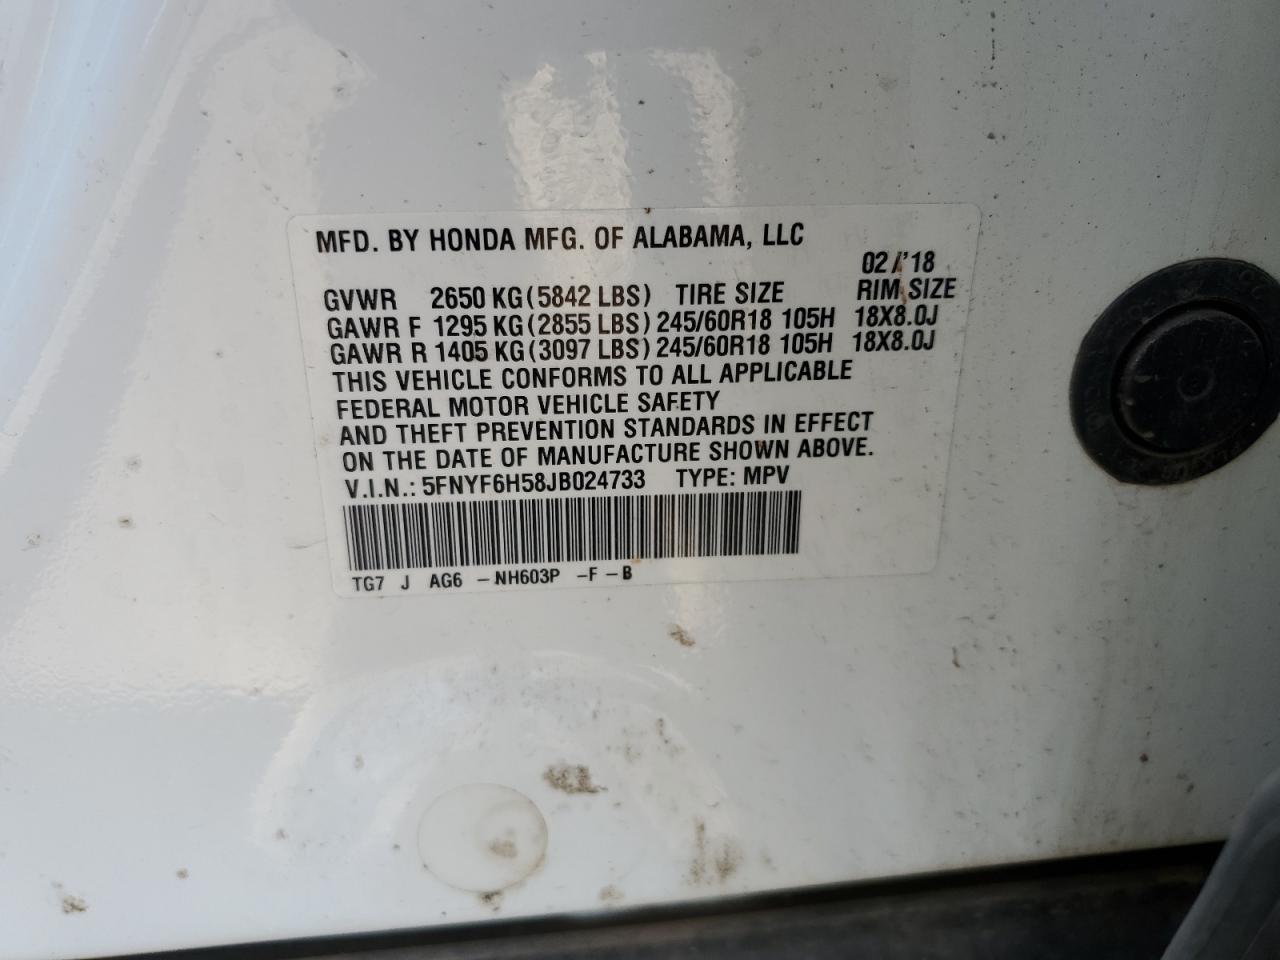 MFD. BY HONDA MFG. OF ALABAMA, LLC
02/'18
GVWR 2650 KG (5842 LBS) TIRE SIZE RIM SIZE
GAWR F 1295 KG (2855 LBS) 245/60R18 105H 18X8.0J
GAWR R 1405 KG (3097 LBS) 245/60R18 105H 18X8.0J
THIS VEHICLE CONFORMS TO ALL APPLICABLE
FEDERAL MOTOR VEHICLE SAFETY
AND THEFT PREVENTION STANDARDS IN EFFECT
ON THE DATE OF MANUFACTURE SHOWN ABOVE.
V.I.N.: 5FNYF6H58JB024733 TYPE: MPV
TG7 J AG6 -NH603P -F-B